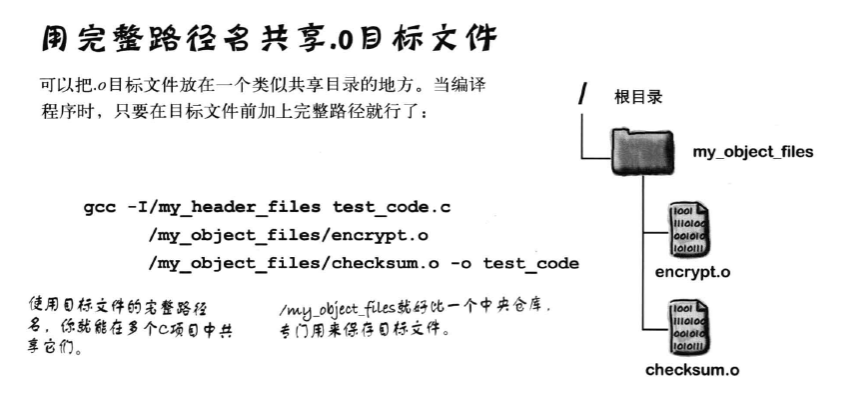 用完整路径名共享.o目标文件
可以把.o目标文件放在一个类似共享目录的地方。当编译
程序时，只要在目标文件前加上完整路径就行了：
gcc -I/my_header_files test_code.c
/my_object_files/encrypt.o
/my_object_files/checksum.o -o test_code
使用目标文件的完整路径
名，你就能在多个C项目中共
享它们。
/my_object_files就好比一个中央仓库，
专门用来保存目标文件。
/ 根目录
my_object_files
1001
111010
001010
101011
encrypt.o
1001
111010
001010
101011
checksum.o